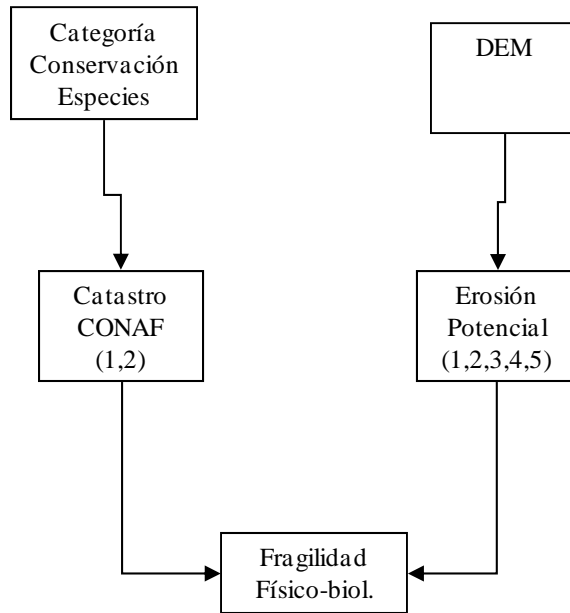 Categoría
Conservación
Especies
DEM
Catastro
CONAF
(1,2)
Erosión
Potencial
(1,2,3,4,5)
Fragilidad
Físico-biol.